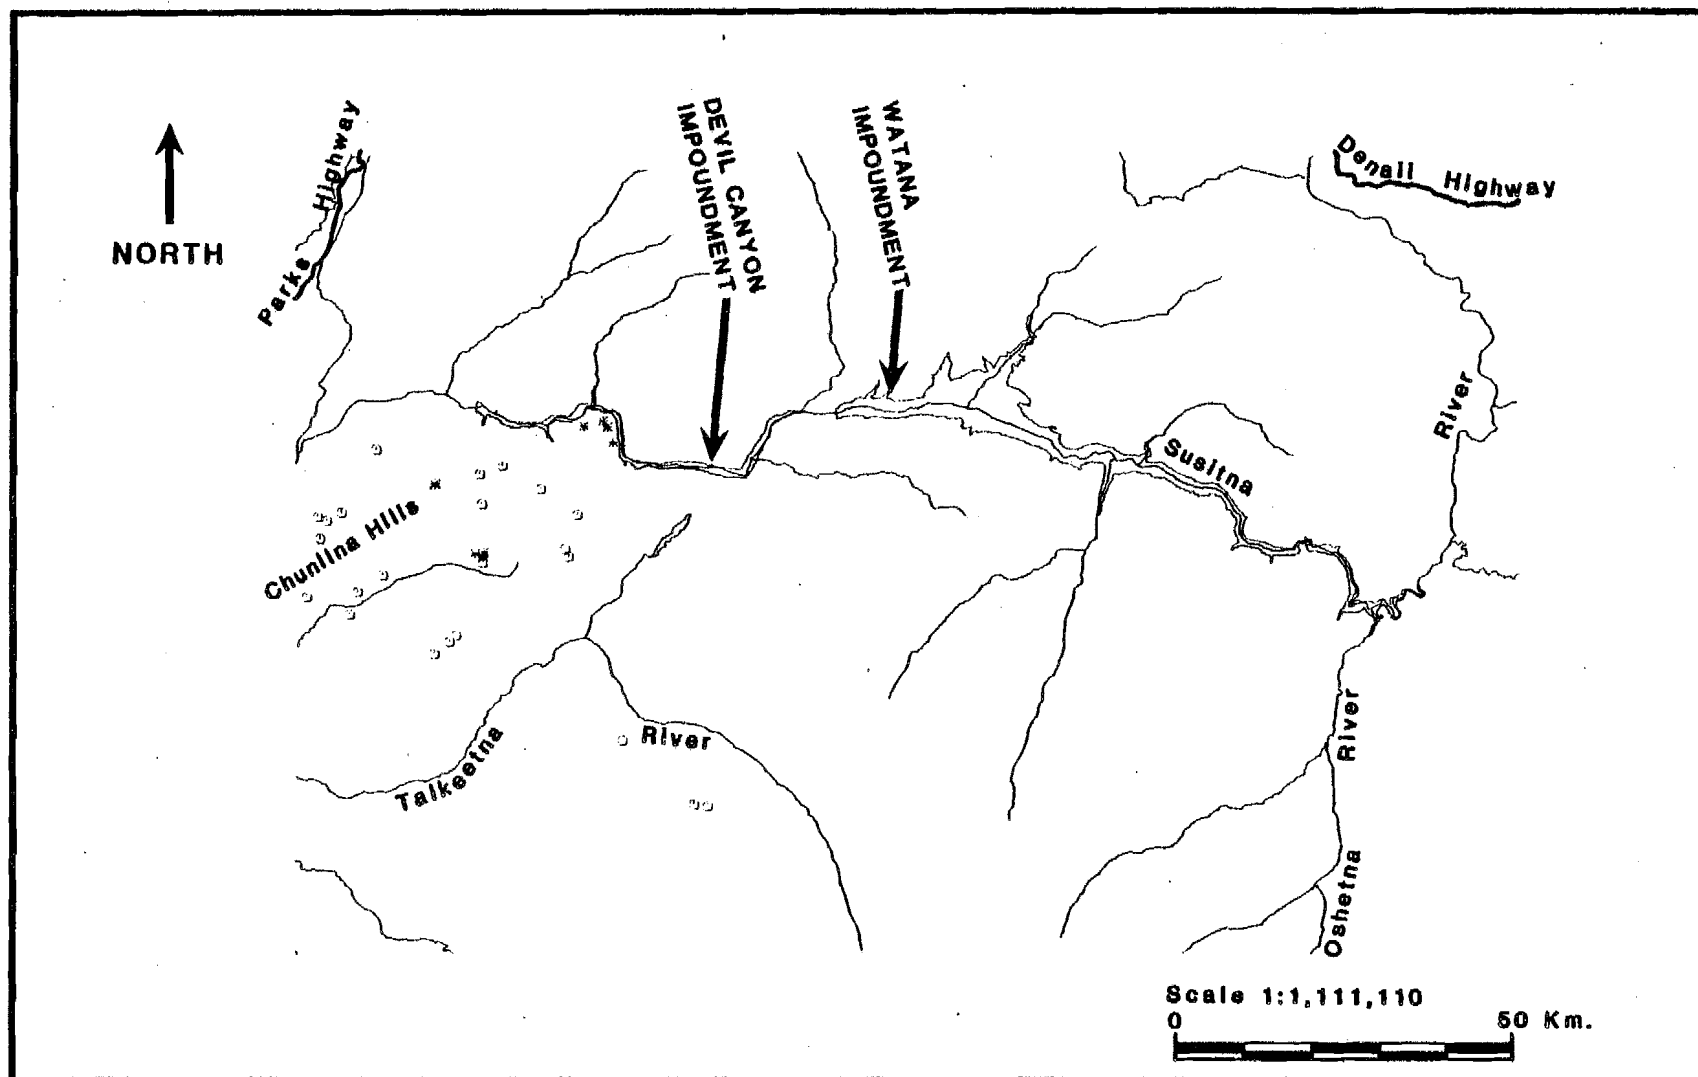 Parks Highway
NORTH
DEVIL CANYON
IMPOUNDMENT
WATANA
IMPOUNDMENT
Denali Highway
River
Susitna
Chunilna Hills
Talkeetna River
River
Oshetna
Scale 1:1,111,110
0 50 Km.